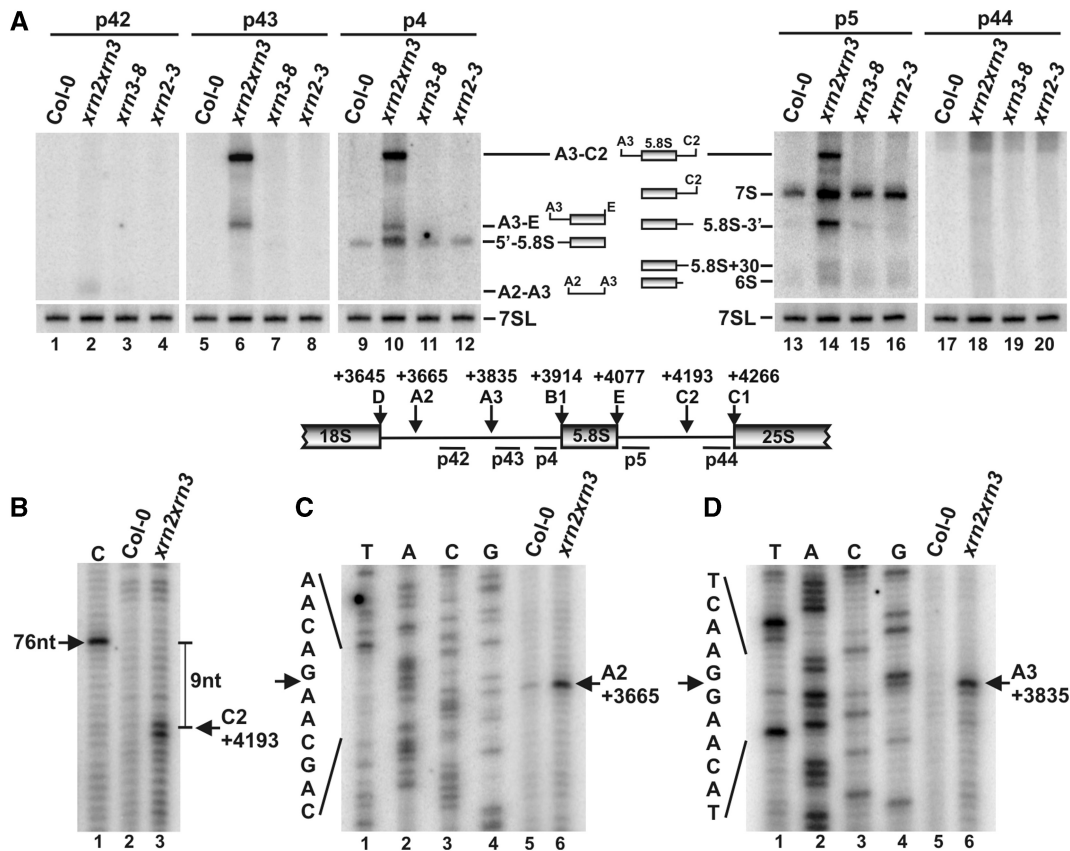 A
p42 p43 p4 p5 p44
Col-0 xrn2xrn3 xrn3-8 xrn2-3 Col-0 xrn2xrn3 xrn3-8 xrn2-3 Col-0 xrn2xrn3 xrn3-8 xrn2-3 Col-0 xrn2xrn3 xrn3-8 xrn2-3 Col-0 xrn2xrn3 xrn3-8 xrn2-3
A3-C2 A3 5.8S C2
C2
7S
A3 E
A3-E
5.8S-3'
5'-5.8S
5.8S+30
A2 A3
6S
A2-A3
7SL 7SL
1 2 3 4 5 6 7 8 9 10 11 12 13 14 15 16 17 18 19 20
+3645 +3665 +3835 +3914 +4077 +4193 +4266
D A2 A3 B1 E C2 C1
18S 5.8S 25S
p42 p43 p4 p5 p44
B
C Col-0 xrn2xrn3
76nt
9nt
C2
+4193
1 2 3
C
T A C G Col-0 xrn2xrn3
A
A
C
A
G
A
A
C
G
A
C
A2
+3665
1 2 3 4 5 6
D
T A C G Col-0 xrn2xrn3
T
C
A
A
G
G
A
A
C
A
T
A3
+3835
1 2 3 4 5 6